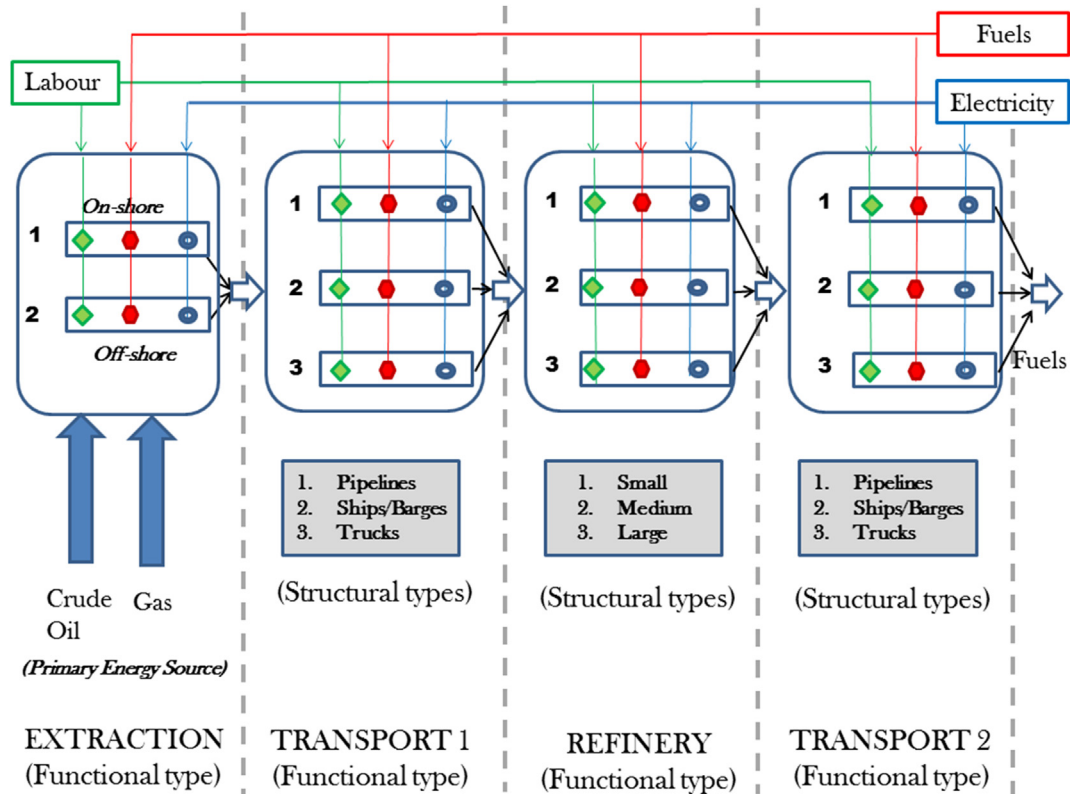 Fuels
Labour
Electricity
On-shore
1
2
Off-shore
1
2
3
1
2
3
1
2
3
Fuels
1. Pipelines
2. Ships/Barges
3. Trucks
(Structural types)
1. Small
2. Medium
3. Large
(Structural types)
1. Pipelines
2. Ships/Barges
3. Trucks
(Structural types)
Crude
Oil
Gas
(Primary Energy Source)
EXTRACTION
(Functional type)
TRANSPORT 1
(Functional type)
REFINERY
(Functional type)
TRANSPORT 2
(Functional type)